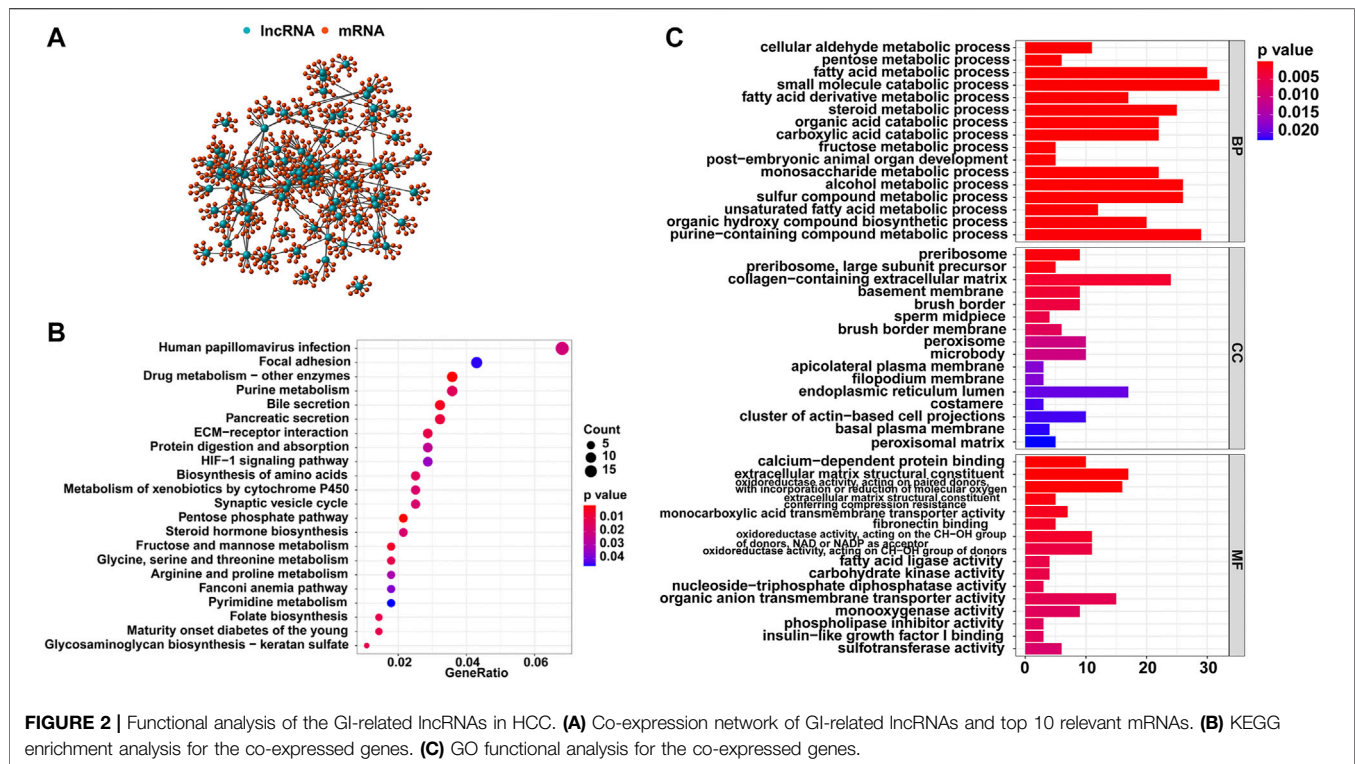 A
lncRNA mRNA
B
Human papillomavirus infection
Focal adhesion
Drug metabolism − other enzymes
Purine metabolism
Bile secretion
Pancreatic secretion
ECM−receptor interaction
Protein digestion and absorption
HIF−1 signaling pathway
Biosynthesis of amino acids
Metabolism of xenobiotics by cytochrome P450
Synaptic vesicle cycle
Pentose phosphate pathway
Steroid hormone biosynthesis
Fructose and mannose metabolism
Glycine, serine and threonine metabolism
Arginine and proline metabolism
Fanconi anemia pathway
Pyrimidine metabolism
Folate biosynthesis
Maturity onset diabetes of the young
Glycosaminoglycan biosynthesis − keratan sulfate
0.02 0.04 0.06
GeneRatio
Count
5
10
15
p value
0.01
0.02
0.03
0.04
C
cellular aldehyde metabolic process
pentose metabolic process
fatty acid metabolic process
small molecule catabolic process
fatty acid derivative metabolic process
steroid metabolic process
organic acid catabolic process
carboxylic acid catabolic process
fructose metabolic process
post−embryonic animal organ development
monosaccharide metabolic process
alcohol metabolic process
sulfur compound metabolic process
unsaturated fatty acid metabolic process
organic hydroxy compound biosynthetic process
purine−containing compound metabolic process
BP
preribosome
preribosome, large subunit precursor
collagen−containing extracellular matrix
basement membrane
brush border
sperm midpiece
brush border membrane
peroxisome
microbody
apicolateral plasma membrane
filopodium membrane
endoplasmic reticulum lumen
costamere
cluster of actin−based cell projections
basal plasma membrane
peroxisomal matrix
CC
calcium−dependent protein binding
extracellular matrix structural constituent
oxidoreductase activity, acting on paired donors,
with incorporation or reduction of molecular oxygen
extracellular matrix structural constituent
conferring compression resistance
monocarboxylic acid transmembrane transporter activity
fibronectin binding
oxidoreductase activity, acting on the CH−OH group
of donors, NAD or NADP as acceptor
oxidoreductase activity, acting on CH−OH group of donors
fatty acid ligase activity
carbohydrate kinase activity
nucleoside−triphosphate diphosphatase activity
organic anion transmembrane transporter activity
monooxygenase activity
phospholipase inhibitor activity
insulin−like growth factor I binding
sulfotransferase activity
MF
0 10 20 30
p value
0.005
0.010
0.015
0.020
FIGURE 2 | Functional analysis of the GI-related lncRNAs in HCC. (A) Co-expression network of GI-related lncRNAs and top 10 relevant mRNAs. (B) KEGG
enrichment analysis for the co-expressed genes. (C) GO functional analysis for the co-expressed genes.